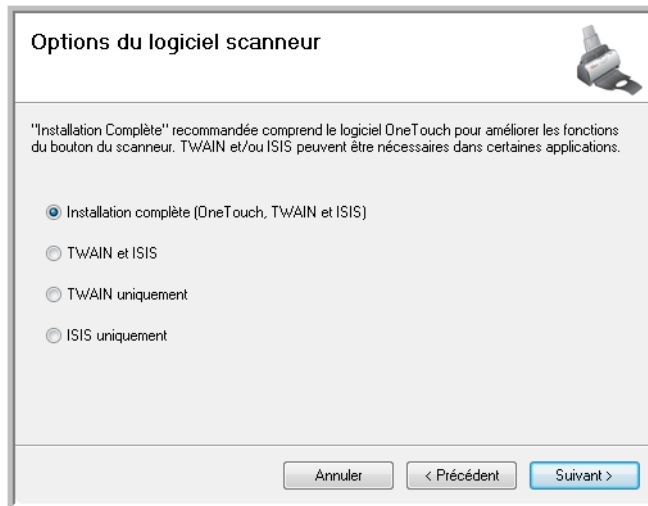 Options du logiciel scanneur
"Installation Complète" recommandée comprend le logiciel OneTouch pour améliorer les fonctions
du bouton du scanneur. TWAIN et/ou ISIS peuvent être nécessaires dans certaines applications.
Installation complète (OneTouch, TWAIN et ISIS)
TWAIN et ISIS
TWAIN uniquement
ISIS uniquement
Annuler
< Précédent
Suivant >